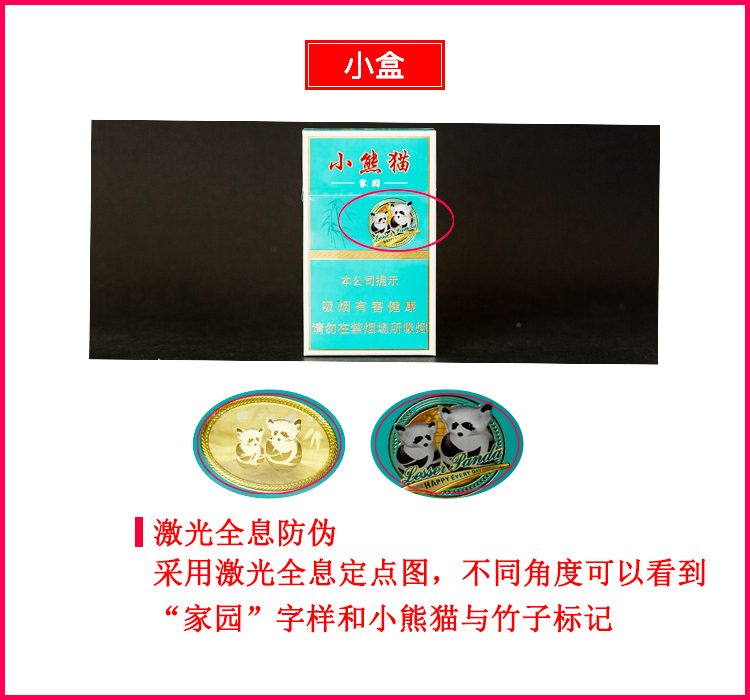 小盒
小熊猫
家园
Lesser Panda
本公司提示
吸烟有害健康
请勿在禁烟场所吸烟
Lesser Panda
HAPPY EVERY DAY
激光全息防伪
采用激光全息定点图，不同角度可以看到
“家园”字样和小熊猫与竹子标记